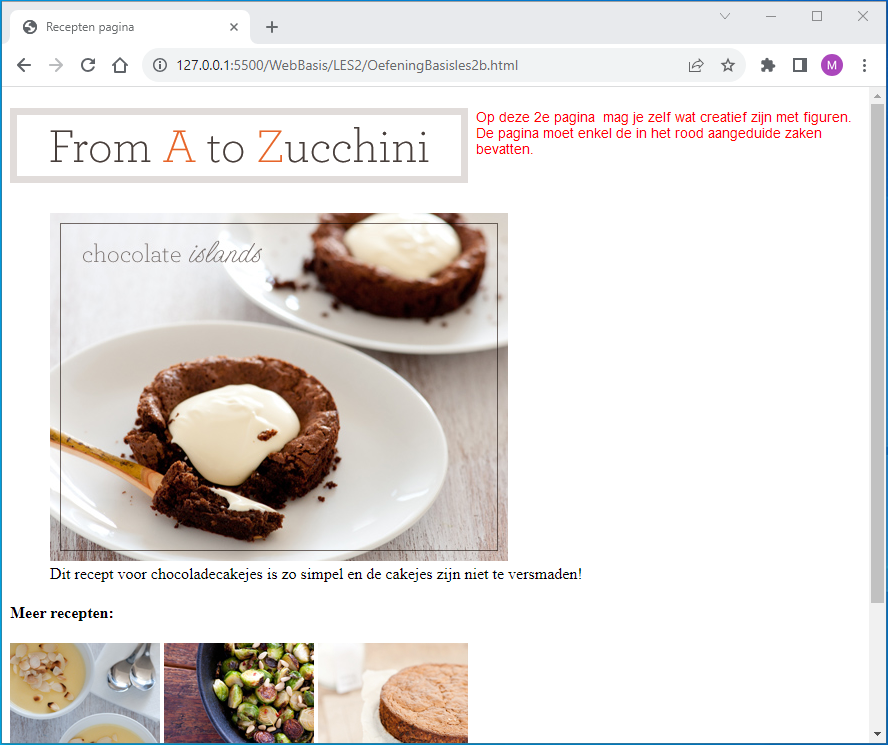 Recepten pagina
127.0.0.1:5500/WebBasis/LES2/OefeningBasisles2b.html
M
From A to Zucchini
Op deze 2e pagina  mag je zelf wat creatief zijn met figuren.
De pagina moet enkel de in het rood aangeduide zaken
bevatten.
chocolate islands
Dit recept voor chocoladecakejes is zo simpel en de cakejes zijn niet te versmaden!
Meer recepten: